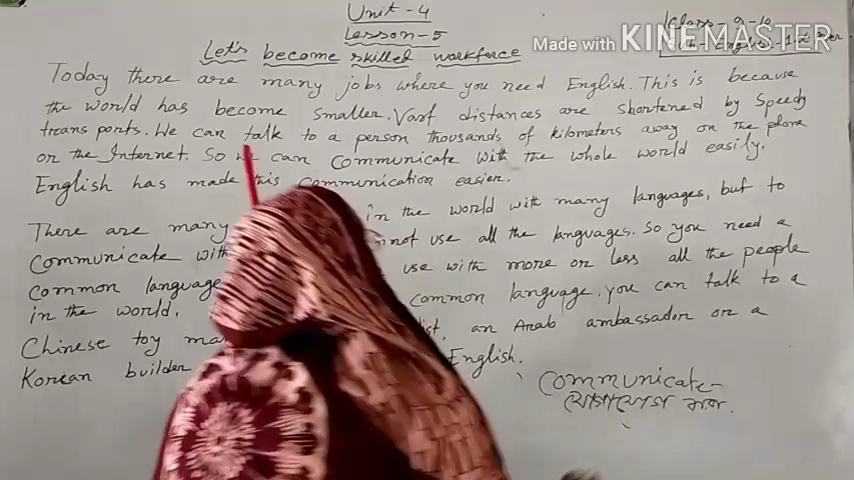 Unit - 4
Lesson - 5
Class - 9-10
Sub - English 1st
Made with KINEMASTER
Let's become skilled workforce
Today there are many jobs where you need English. This is because
the world has become smaller. Vast distances are shortened by speedy
transports. We can talk to a person thousands of kilometers away on the phone
or the Internet. So we can communicate with the whole world easily.
English has made this communication easier.
There are many in the world with many languages, but to
communicate with not use all the languages. So you need a
common language use with more or less all the people
in the world. common language. you can talk to a
Chinese toy an Arab ambassador or a
Korean builder English.
Communicate -
যোগাযোগ করা.